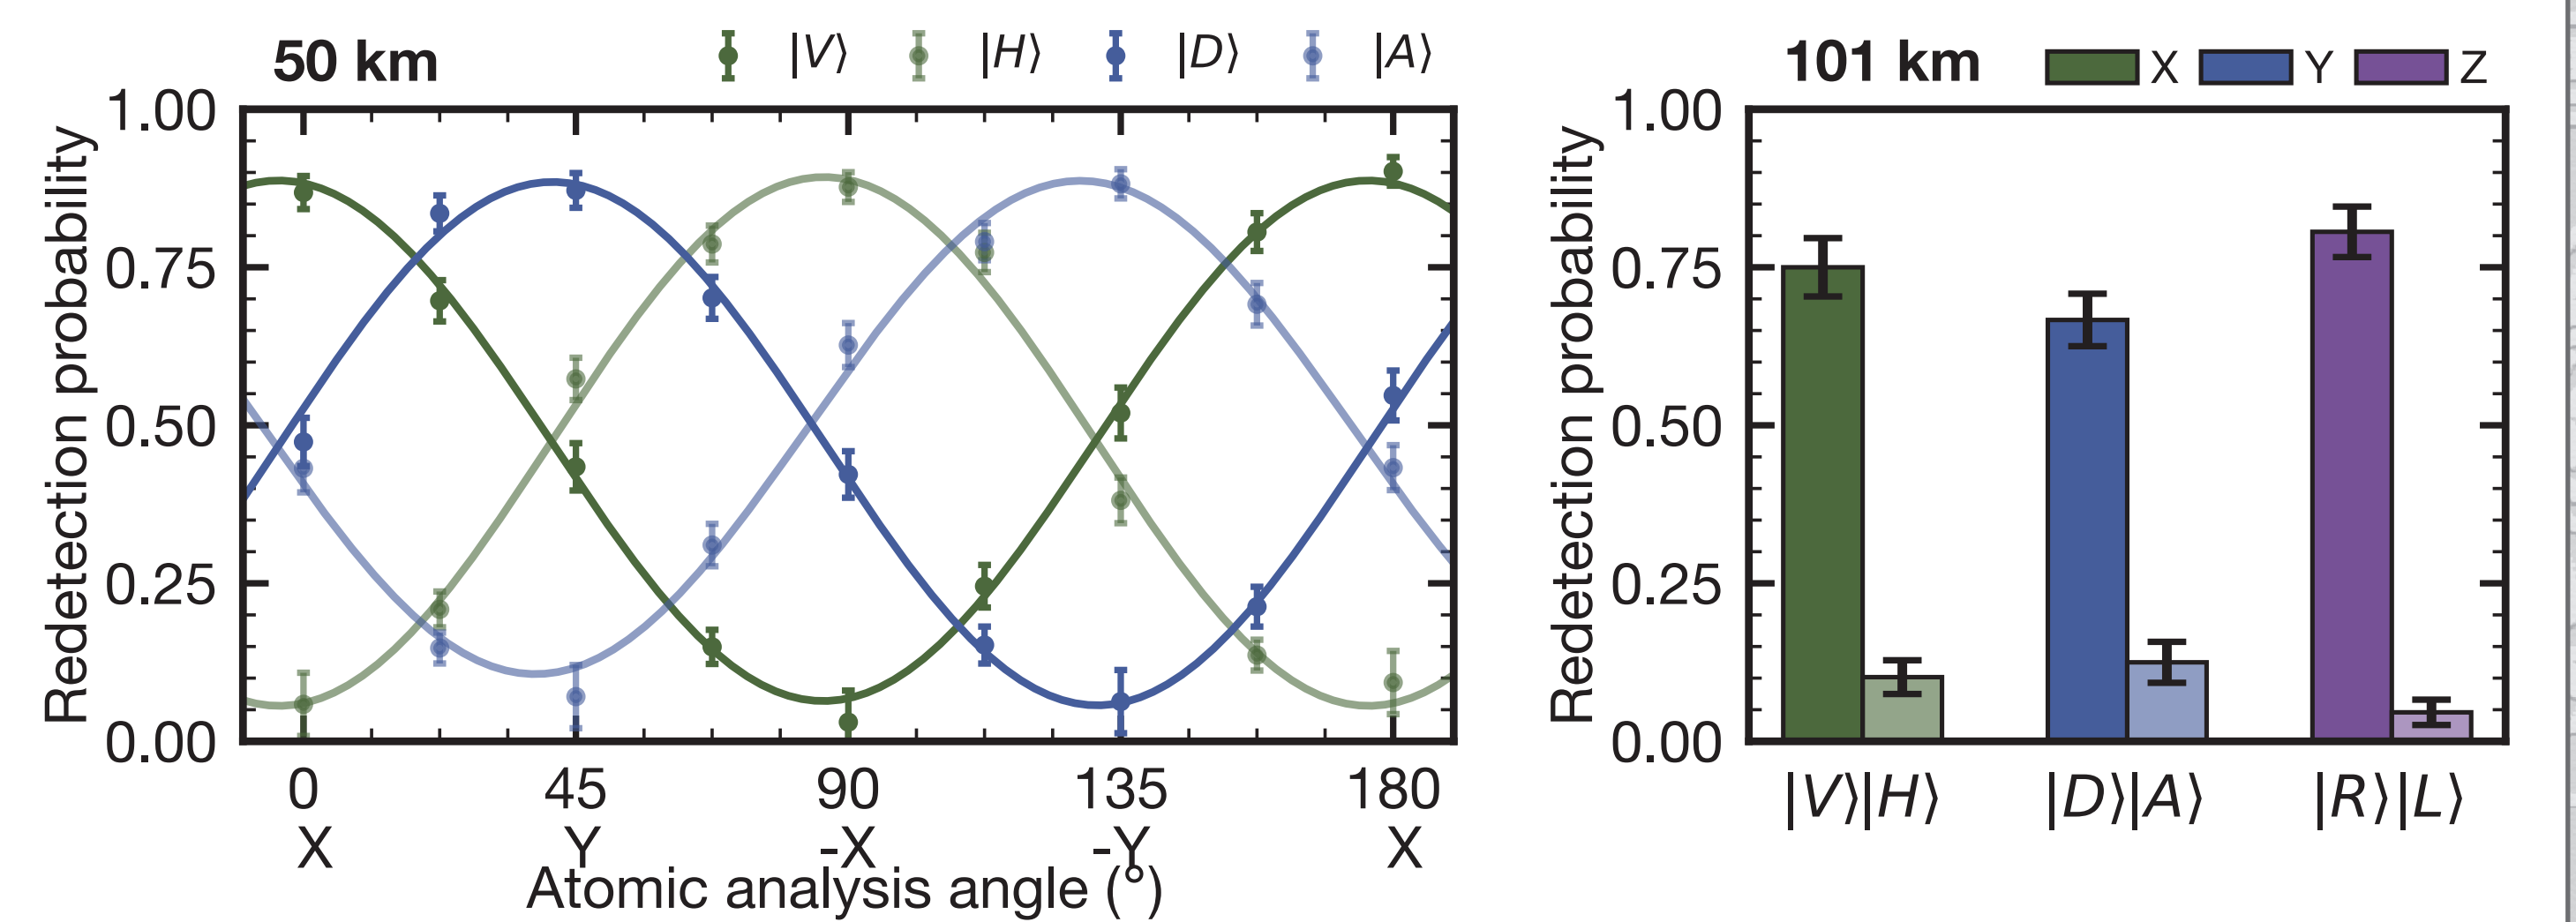 50 km
|V⟩ |H⟩ |D⟩ |A⟩
Redetection probability
1.00
0.75
0.50
0.25
0.00
0 45 90 135 180
X Y -X -Y X
Atomic analysis angle (°)
101 km
X Y Z
Redetection probability
1.00
0.75
0.50
0.25
0.00
|V⟩|H⟩ |D⟩|A⟩ |R⟩|L⟩